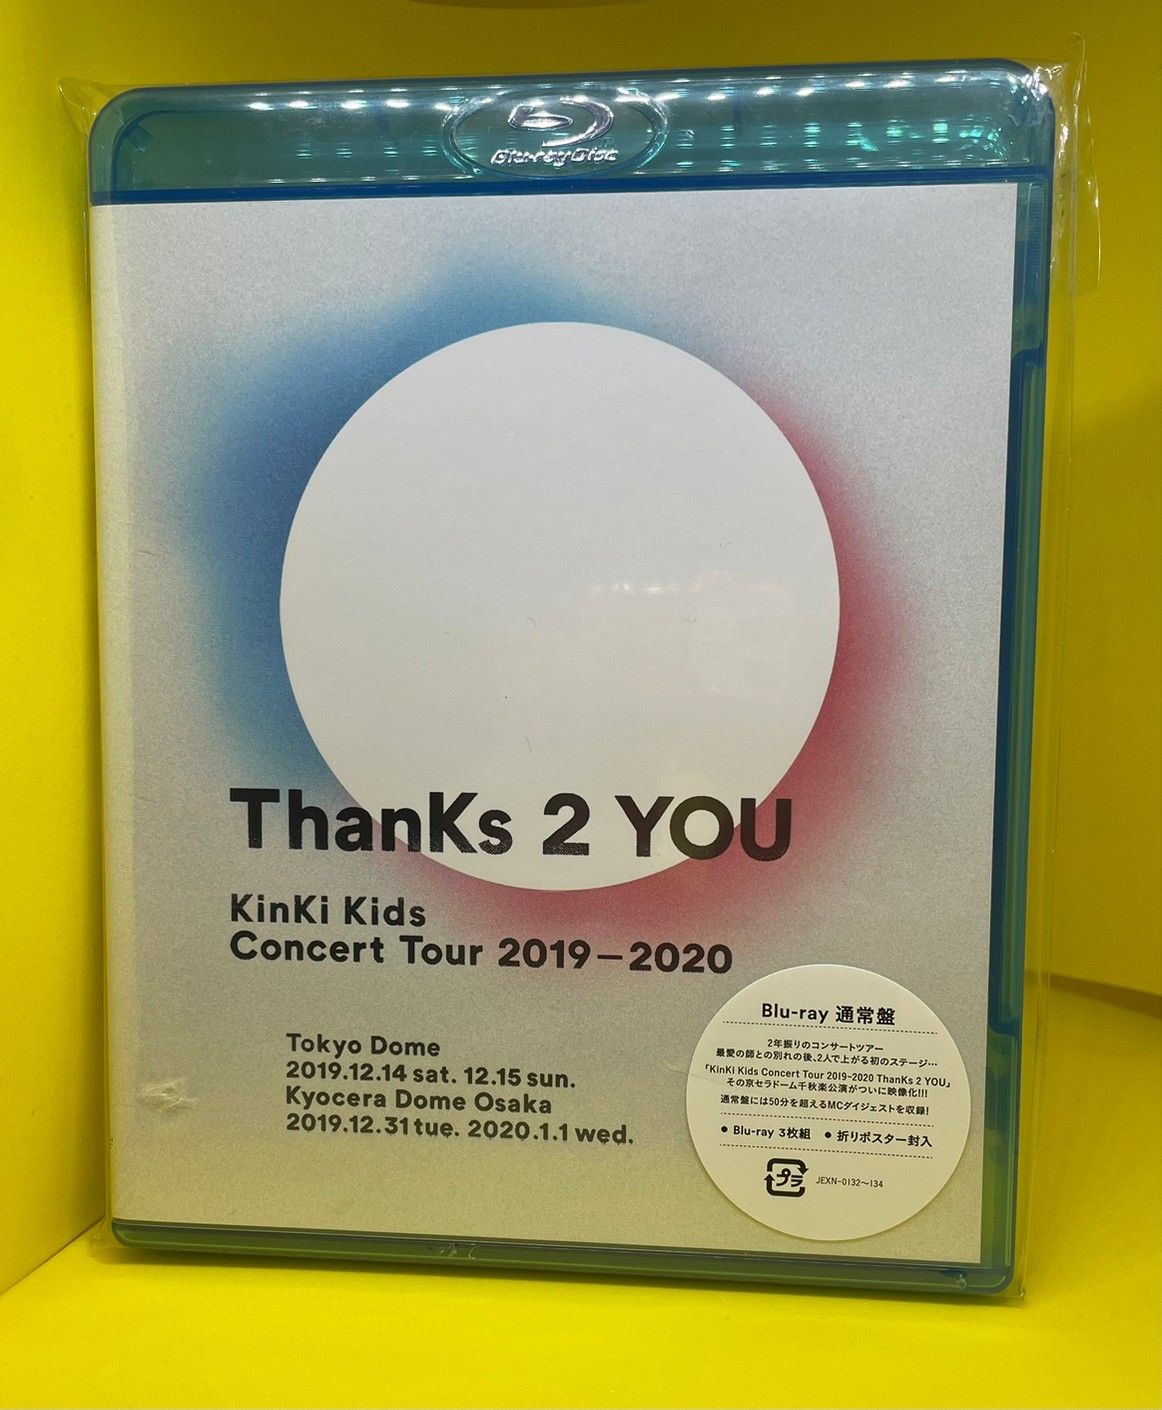 Blu-ray Disc
ThanKs 2 YOU
KinKi Kids
Concert Tour 2019–2020
Tokyo Dome
2019.12.14 sat. 12.15 sun.
Kyocera Dome Osaka
2019.12.31 tue. 2020.1.1 wed.
Blu-ray 通常盤
2年振りのコンサートツアー
最愛の師との別れの後、2人で上がる初のステージ…
「KinKi Kids Concert Tour 2019-2020 ThanKs 2 YOU」
その京セラドーム千秋楽公演がついに映像化!!!
通常盤には50分を超えるMCダイジェストを収録!
● Blu-ray 3枚組 ● 折りポスター封入
プラ JEXN-0132〜134